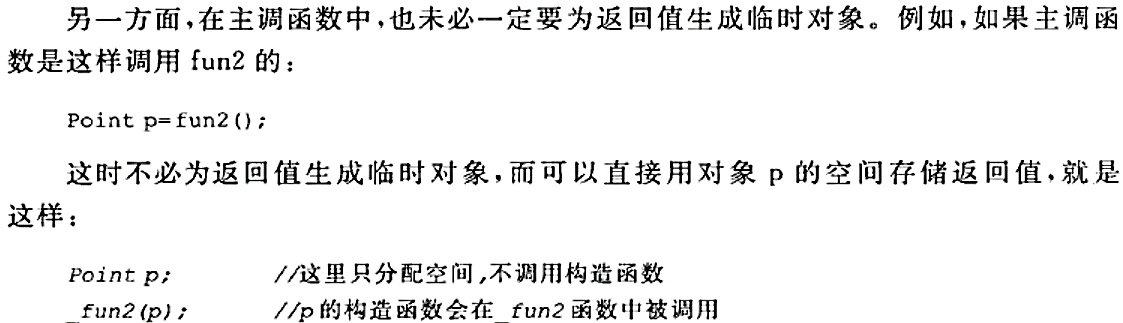 另一方面,在主调函数中,也未必一定要为返回值生成临时对象。例如,如果主调函
数是这样调用 fun2 的:
Point p=fun2();
这时不必为返回值生成临时对象,而可以直接用对象 p 的空间存储返回值,就是
这样:
Point p; //这里只分配空间,不调用构造函数
_fun2(p); //p的构造函数会在_fun2函数中被调用